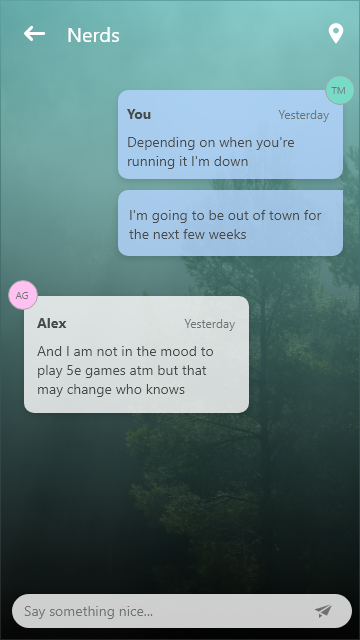 Nerds
TM
You
Yesterday
Depending on when you're
running it I'm down
I'm going to be out of town for
the next few weeks
AG
Alex
Yesterday
And I am not in the mood to
play 5e games atm but that
may change who knows
Say something nice...